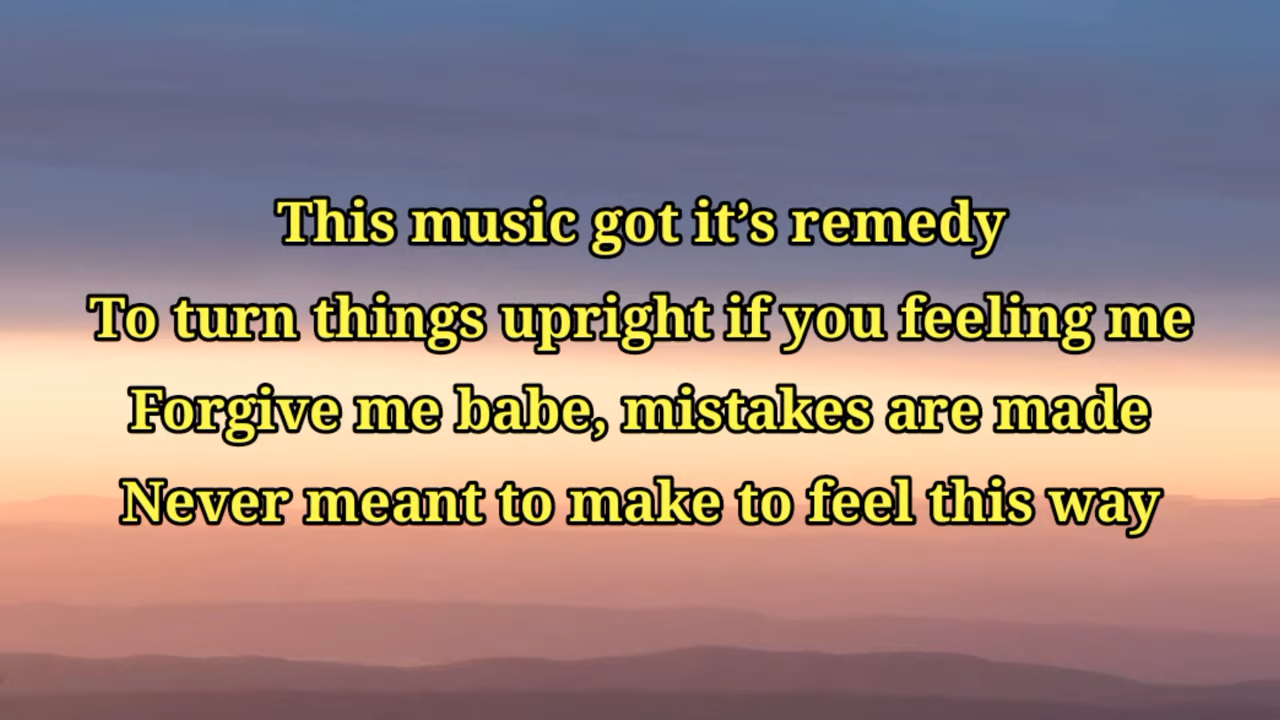 This music got it’s remedy
To turn things upright if you feeling me
Forgive me babe, mistakes are made
Never meant to make to feel this way